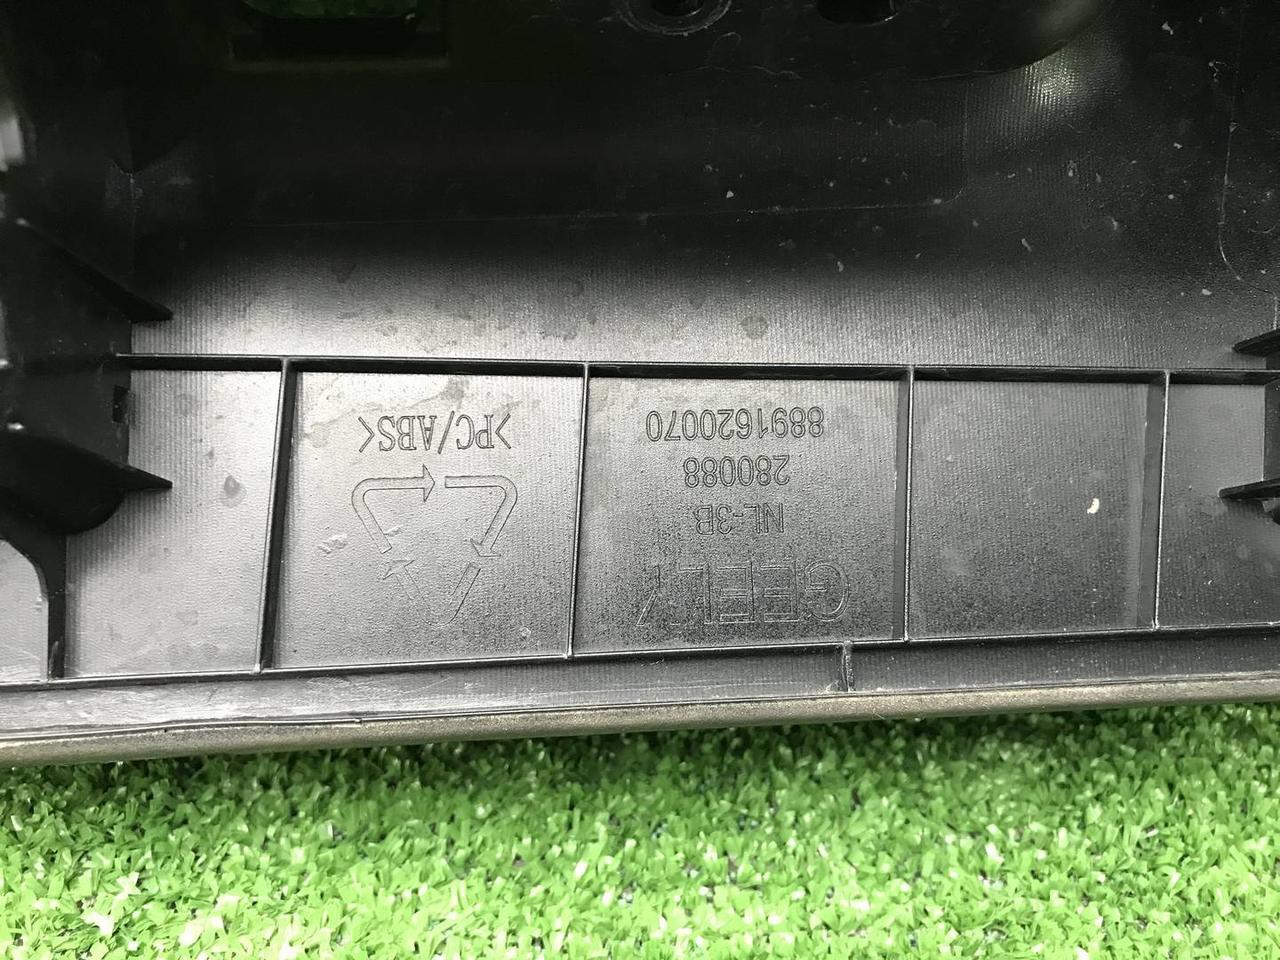 GEELY
NL-3B
280088
8891620070
>PC/ABS<